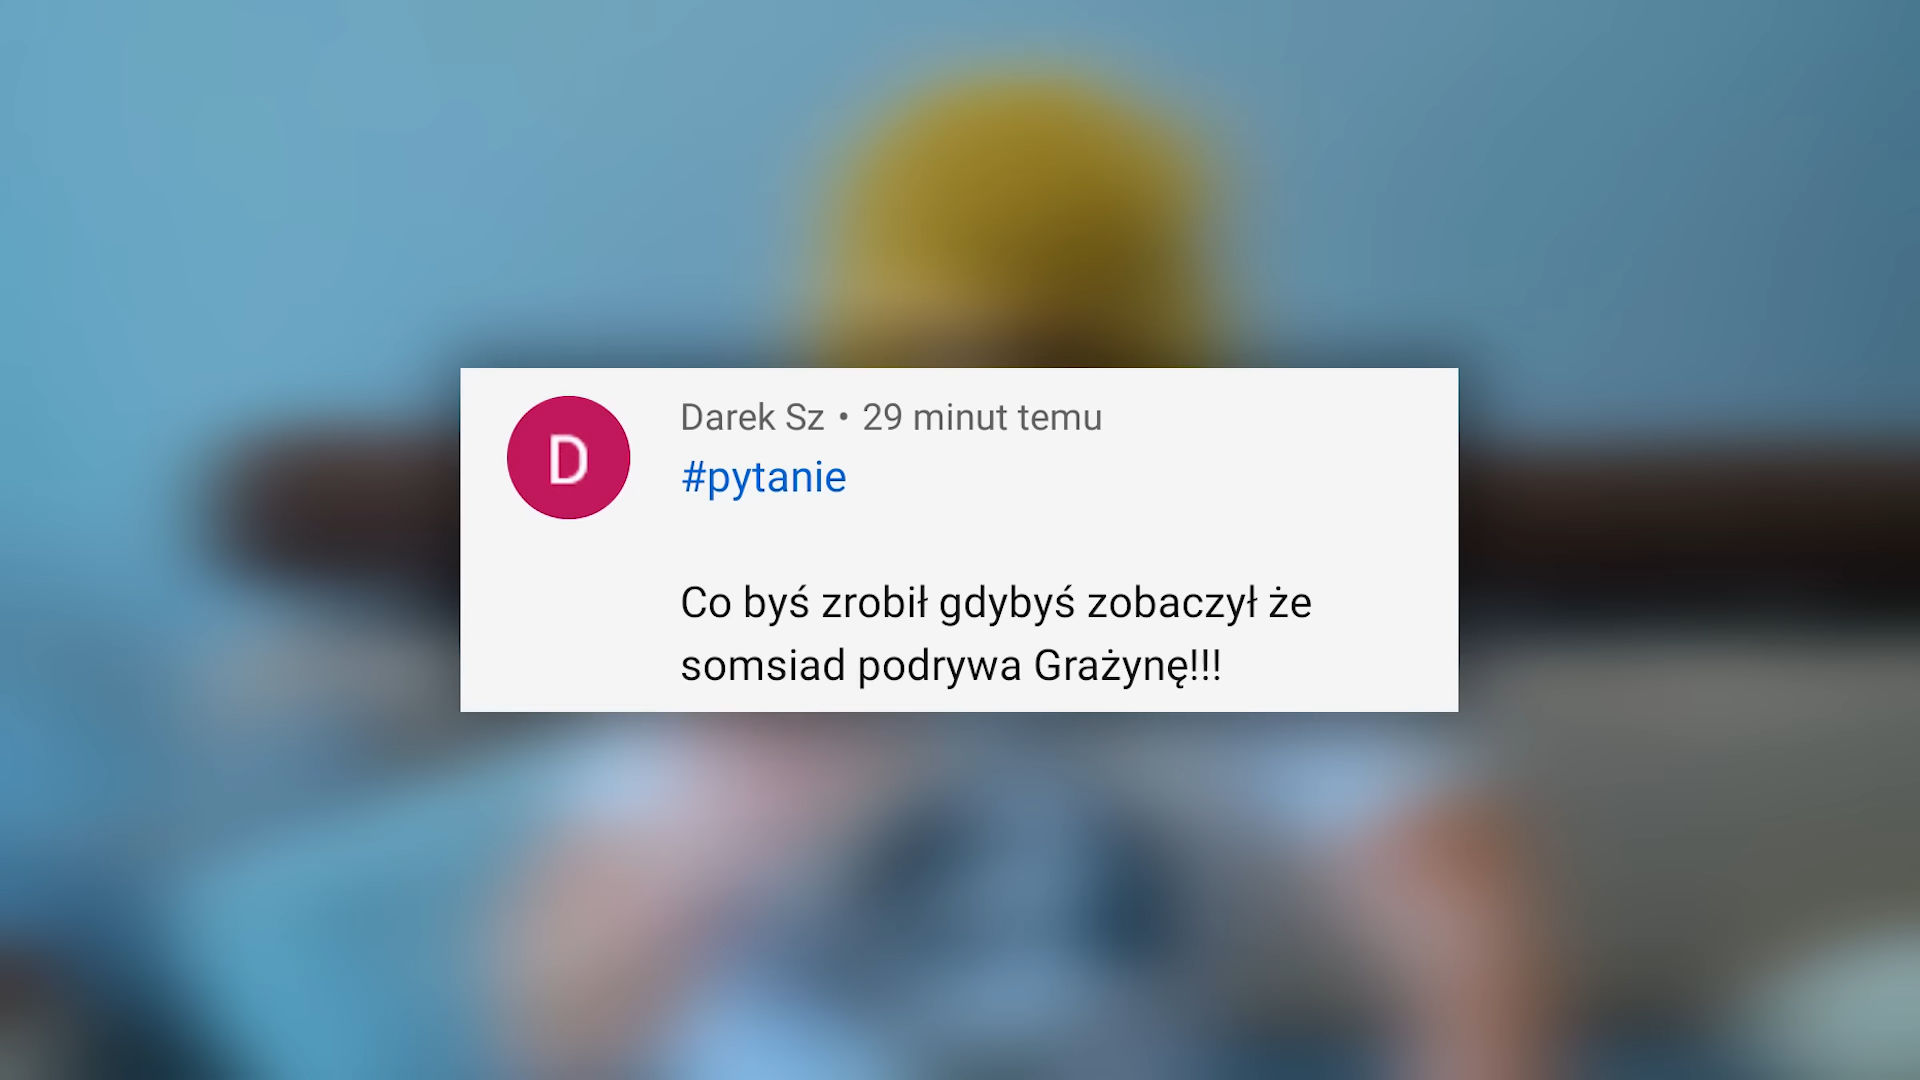 D
Darek Sz • 29 minut temu
#pytanie
Co byś zrobił gdybyś zobaczył że
somsiad podrywa Grażynę!!!